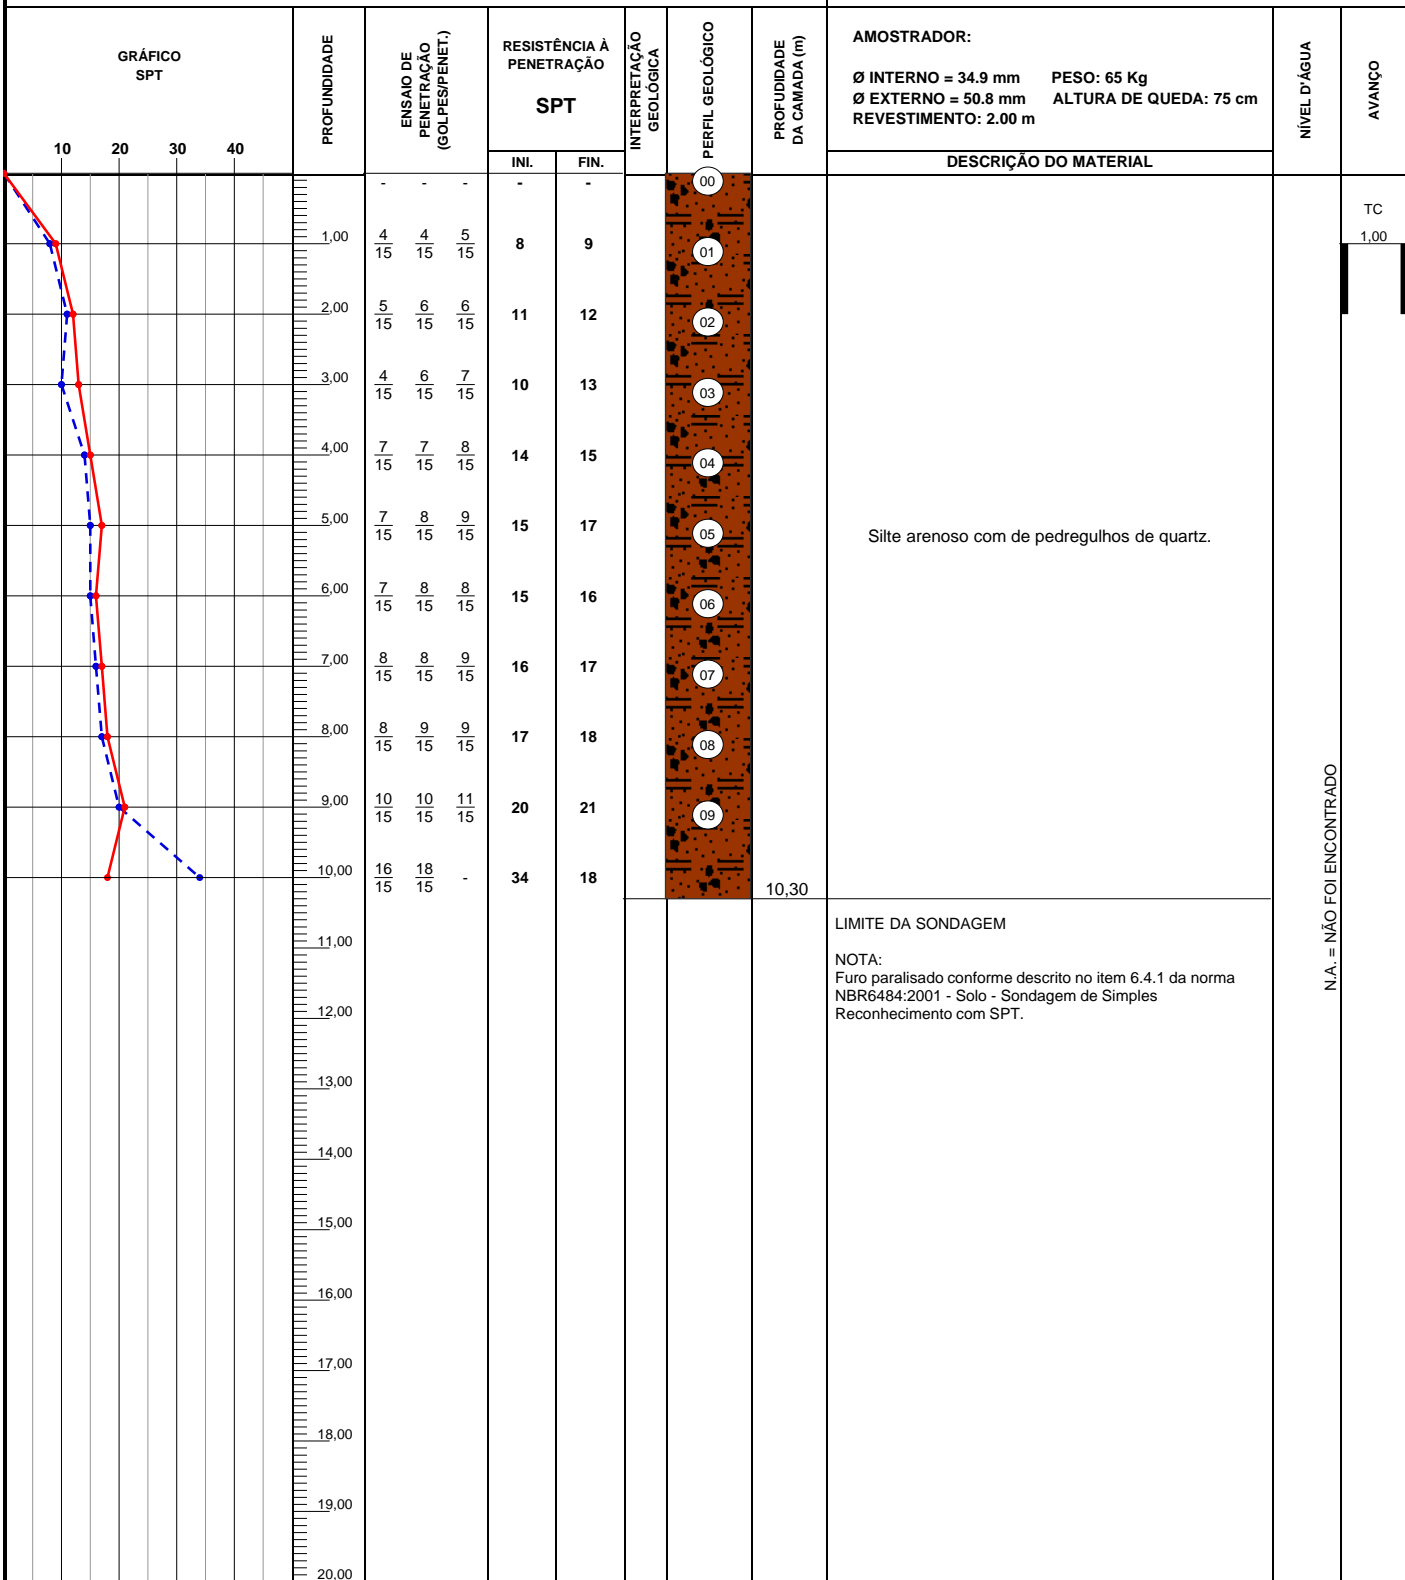 GRÁFICO
SPT
10 20 30 40
PROFUNDIDADE
ENSAIO DE
PENETRAÇÃO
(GOLPES/PENET.)
RESISTÊNCIA À
PENETRAÇÃO
SPT
INI. FIN.
INTERPRETAÇÃO
GEOLÓGICA
PERFIL GEOLÓGICO
PROFUDIDADE
DA CAMADA (m)
AMOSTRADOR:
Ø INTERNO = 34.9 mm PESO: 65 Kg
Ø EXTERNO = 50.8 mm ALTURA DE QUEDA: 75 cm
REVESTIMENTO: 2.00 m
DESCRIÇÃO DO MATERIAL
NÍVEL D'ÁGUA
AVANÇO
- - - - - 00
TC
1,00
1,00 4/15 4/15 5/15 8 9 01
2,00 5/15 6/15 6/15 11 12 02
3,00 4/15 6/15 7/15 10 13 03
4,00 7/15 7/15 8/15 14 15 04
5,00 7/15 8/15 9/15 15 17 05
Silte arenoso com de pedregulhos de quartz.
6,00 7/15 8/15 8/15 15 16 06
7,00 8/15 8/15 9/15 16 17 07
8,00 8/15 9/15 9/15 17 18 08
9,00 10/15 10/15 11/15 20 21 09
10,00 16/15 18/15 - 34 18
10,30
LIMITE DA SONDAGEM
NOTA:
Furo paralisado conforme descrito no item 6.4.1 da norma
NBR6484:2001 - Solo - Sondagem de Simples
Reconhecimento com SPT.
N.A. = NÃO FOI ENCONTRADO
11,00
12,00
13,00
14,00
15,00
16,00
17,00
18,00
19,00
20,00